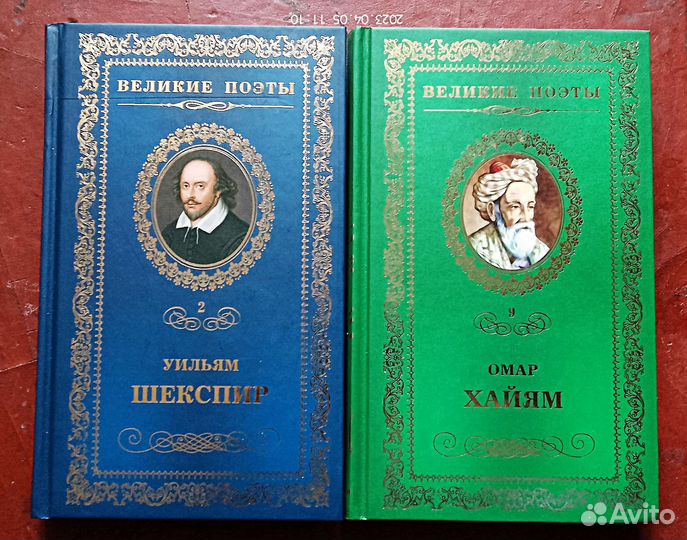 2023.04.05 11:10
ВЕЛИКИЕ ПОЭТЫ
2
УИЛЬЯМ
ШЕКСПИР
ВЕЛИКИЕ ПОЭТЫ
9
ОМАР
ХАЙЯМ
Avito